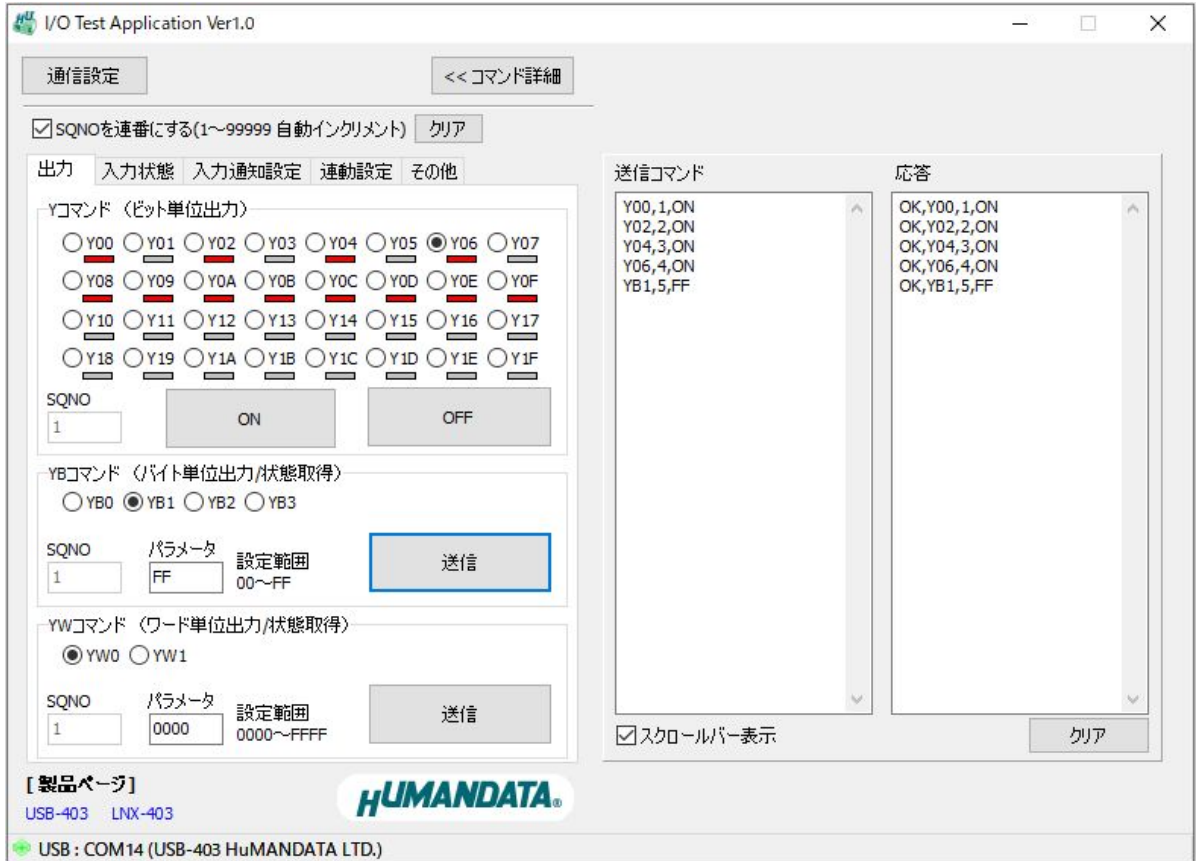 I/O Test Application Ver1.0
通信設定
<< コマンド詳細
SQNOを連番にする(1～99999 自動インクリメント)
クリア
出力 入力状態 入力通知設定 連動設定 その他
Yコマンド （ビット単位出力）
Y00 Y01 Y02 Y03 Y04 Y05 Y06 Y07
Y08 Y09 Y0A Y0B Y0C Y0D Y0E Y0F
Y10 Y11 Y12 Y13 Y14 Y15 Y16 Y17
Y18 Y19 Y1A Y1B Y1C Y1D Y1E Y1F
SQNO
1
ON
OFF
YBコマンド （バイト単位出力/状態取得）
YB0 YB1 YB2 YB3
SQNO
1
パラメータ
FF
設定範囲
00～FF
送信
YWコマンド （ワード単位出力/状態取得）
YW0 YW1
SQNO
1
パラメータ
0000
設定範囲
0000～FFFF
送信
送信コマンド
Y00,1,ON
Y02,2,ON
Y04,3,ON
Y06,4,ON
YB1,5,FF
応答
OK,Y00,1,ON
OK,Y02,2,ON
OK,Y04,3,ON
OK,Y06,4,ON
OK,YB1,5,FF
スクロールバー表示
クリア
[ 製品ページ ]
USB-403 LNX-403
HUMANDATA®
USB : COM14 (USB-403 HuMANDATA LTD.)